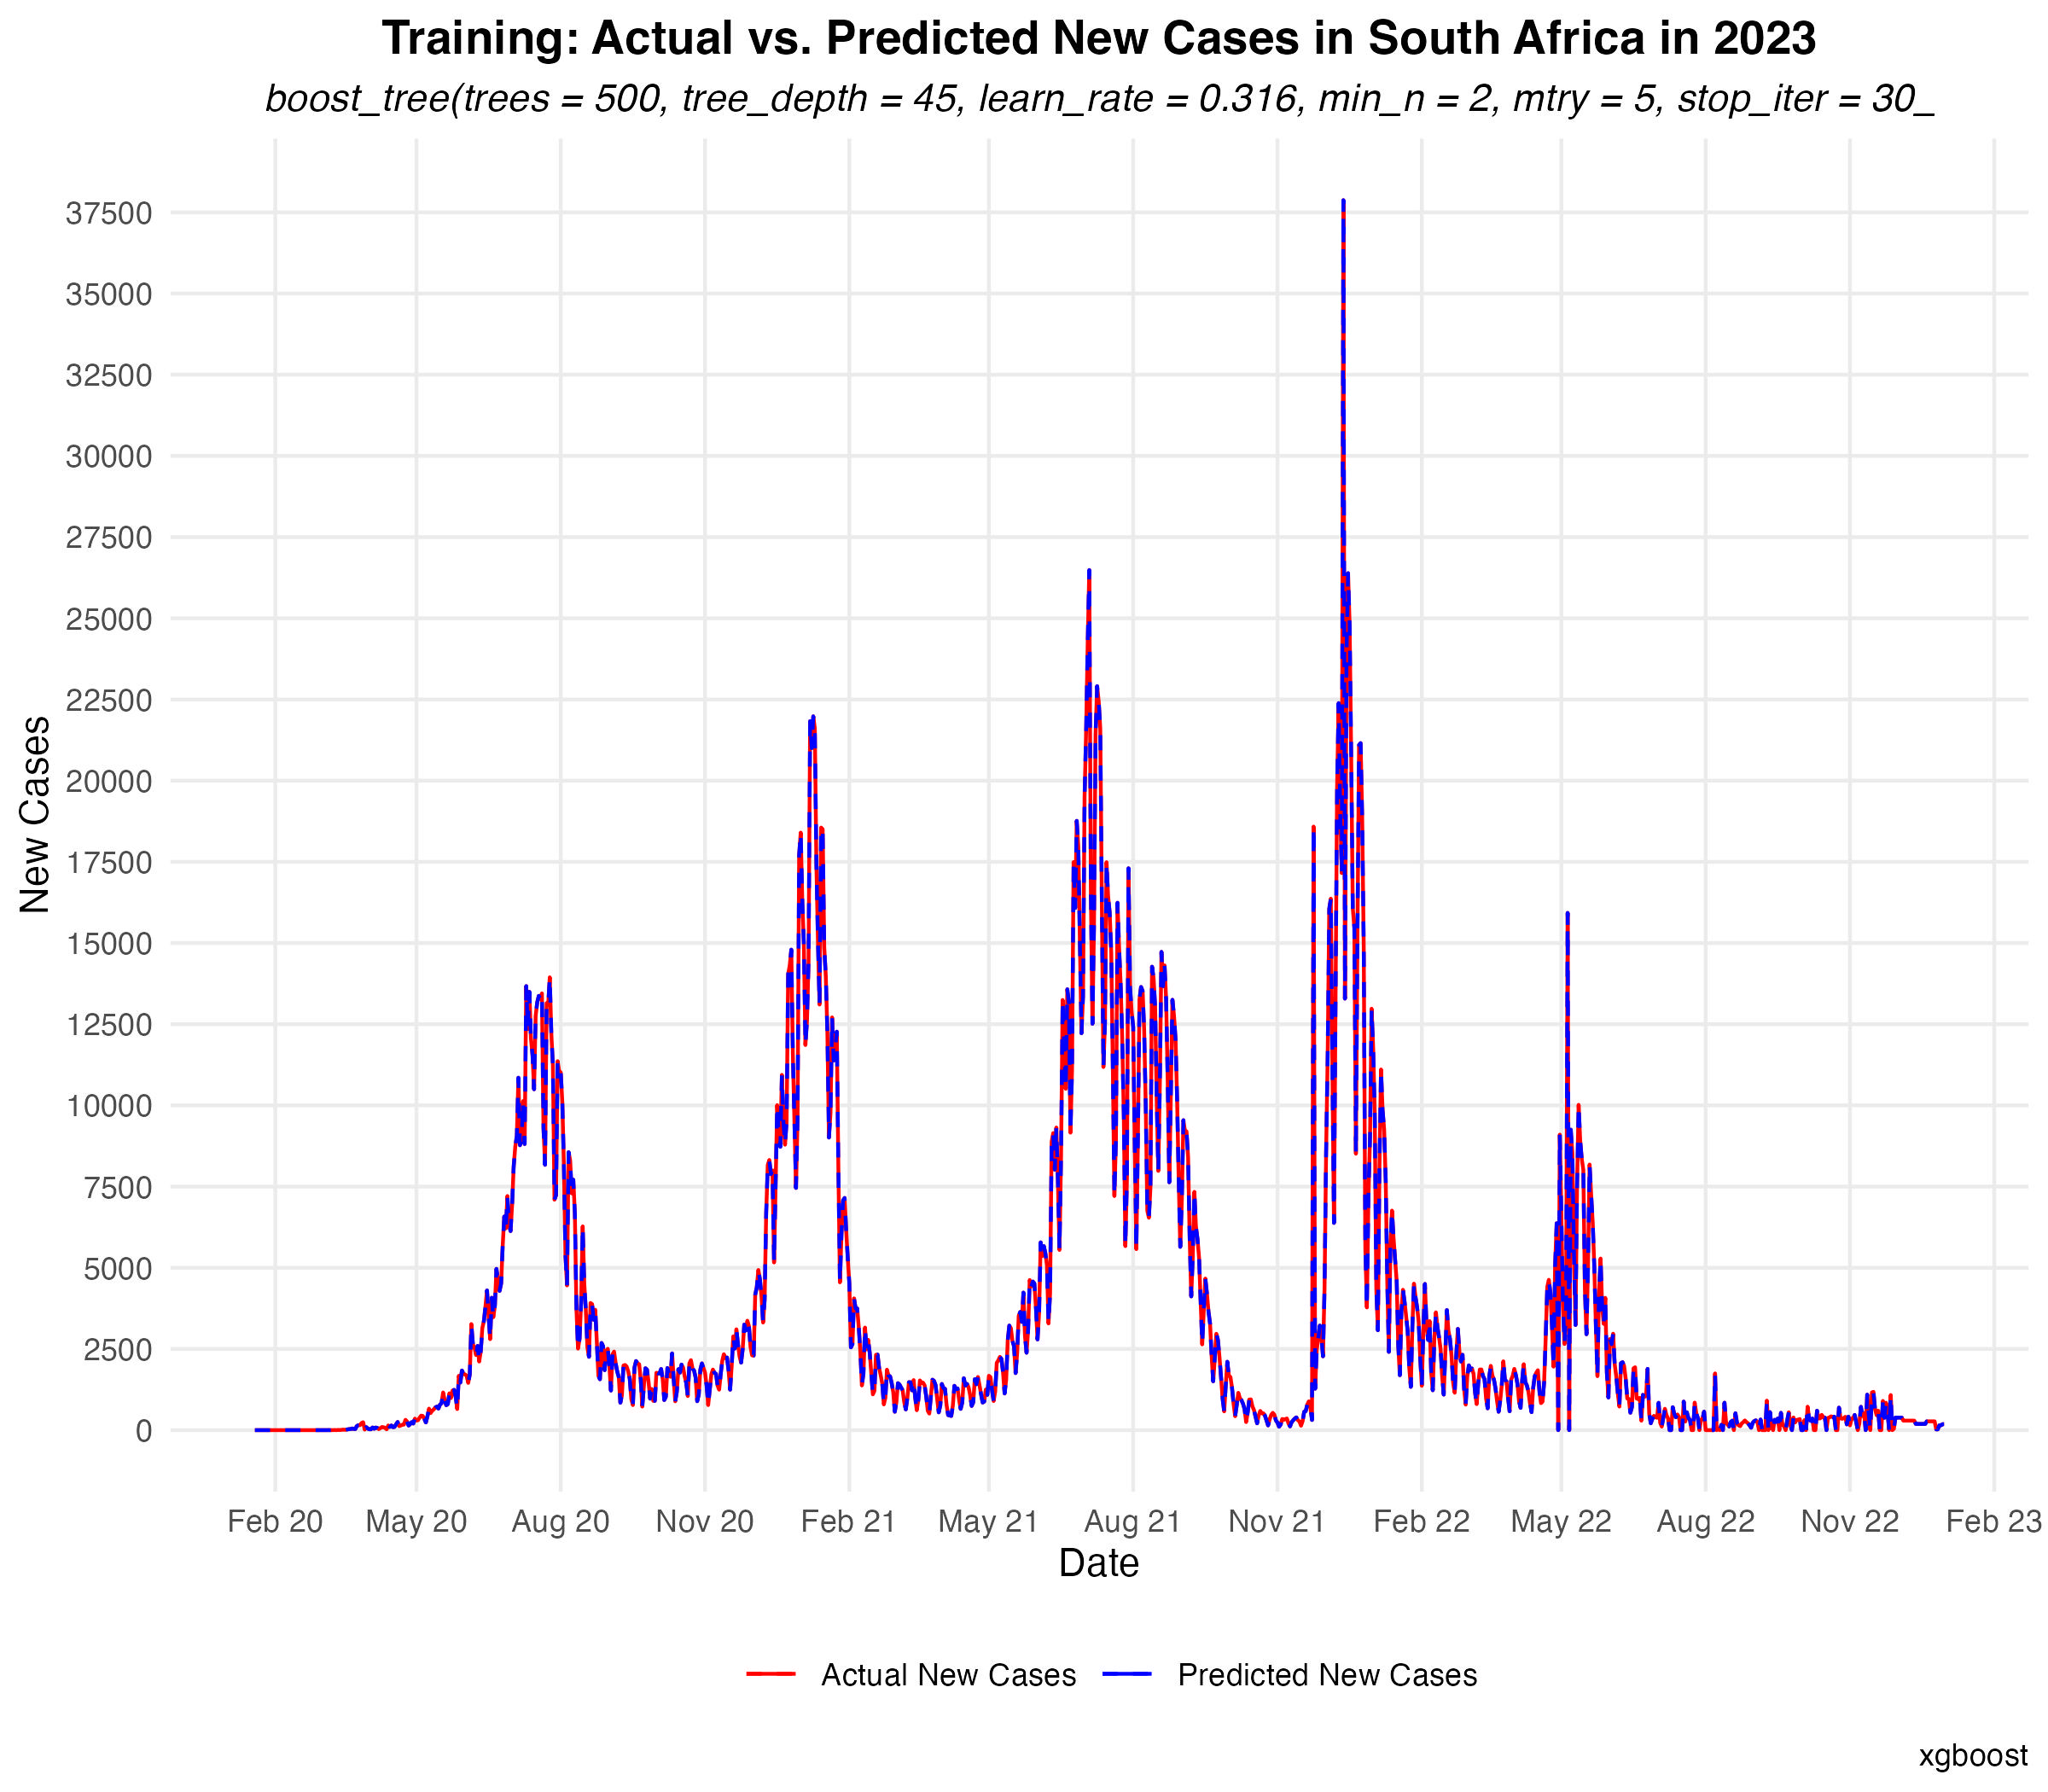 Training: Actual vs. Predicted New Cases in South Africa in 2023
boost_tree(trees = 500, tree_depth = 45, learn_rate = 0.316, min_n = 2, mtry = 5, stop_iter = 30_
New Cases
37500
35000
32500
30000
27500
25000
22500
20000
17500
15000
12500
10000
7500
5000
2500
0
Feb 20 May 20 Aug 20 Nov 20 Feb 21 May 21 Aug 21 Nov 21 Feb 22 May 22 Aug 22 Nov 22 Feb 23
Date
Actual New Cases Predicted New Cases
xgboost